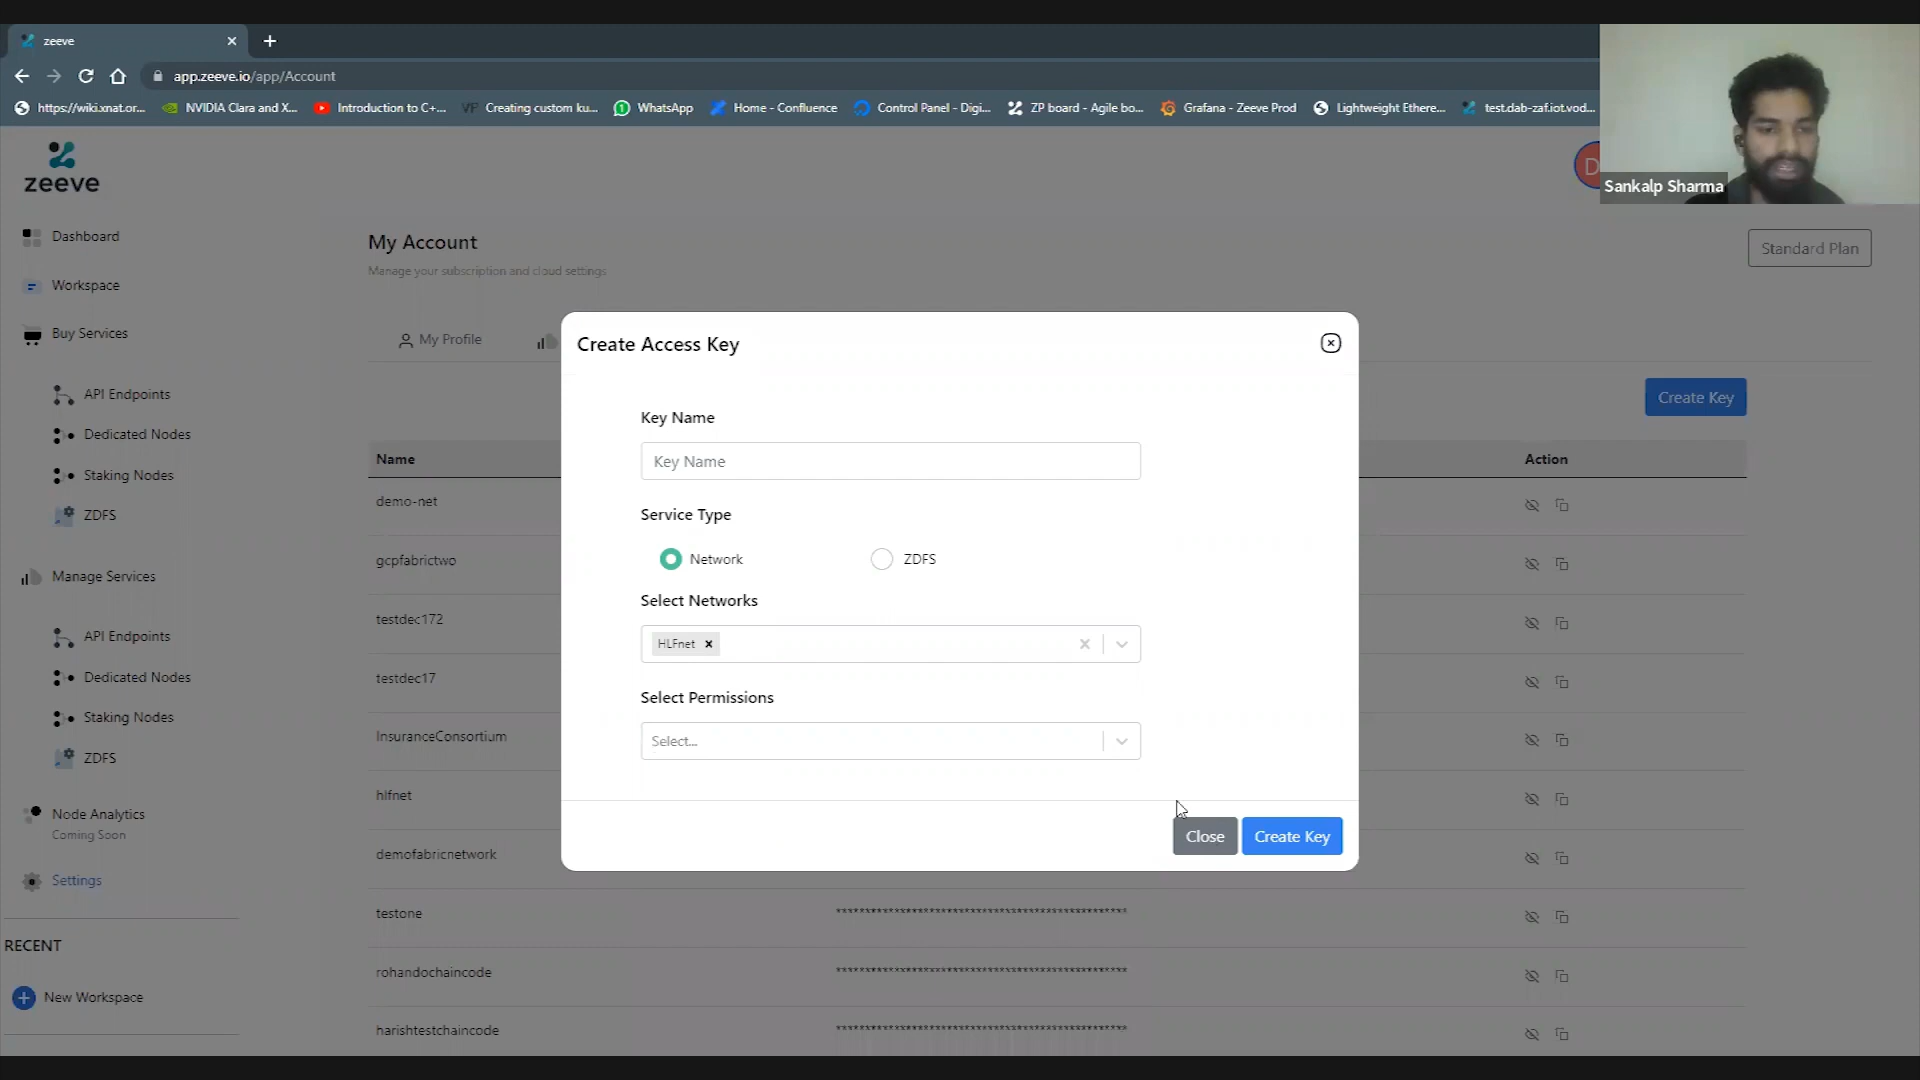 zeeve
app.zeeve.io/app/Account
https://wiki.xnat.or...
NVIDIA Clara and X...
Introduction to C+...
VF Creating custom ku...
WhatsApp
Home - Confluence
Control Panel - Digi...
ZP board - Agile bo...
Grafana - Zeeve Prod
Lightweight Ethere...
test.dab-zaf.iot.vod...
Sankalp Sharma
D
zeeve
Dashboard
Workspace
Buy Services
API Endpoints
Dedicated Nodes
Staking Nodes
ZDFS
Manage Services
API Endpoints
Dedicated Nodes
Staking Nodes
ZDFS
Node Analytics
Coming Soon
Settings
RECENT
New Workspace
My Account
Manage your subscription and cloud settings
Standard Plan
My Profile
Create Key
Name
Action
demo-net
gcpfabrictwo
testdec172
testdec17
InsuranceConsortium
hlfnet
demofabricnetwork
testone
**************************************************
rohandochaincode
**************************************************
harishtestchaincode
**************************************************
Create Access Key
Key Name
Key Name
Service Type
Network
ZDFS
Select Networks
HLFnet
Select Permissions
Select...
Close
Create Key